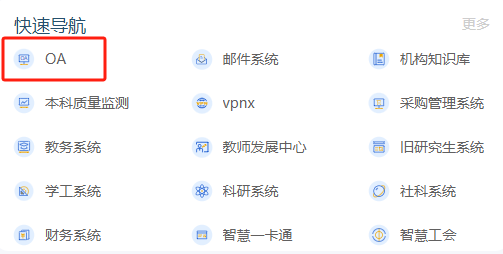 快速导航 更多
OA 邮件系统 机构知识库
本科质量监测 vpnx 采购管理系统
教务系统 教师发展中心 旧研究生系统
学工系统 科研系统 社科系统
财务系统 智慧一卡通 智慧工会